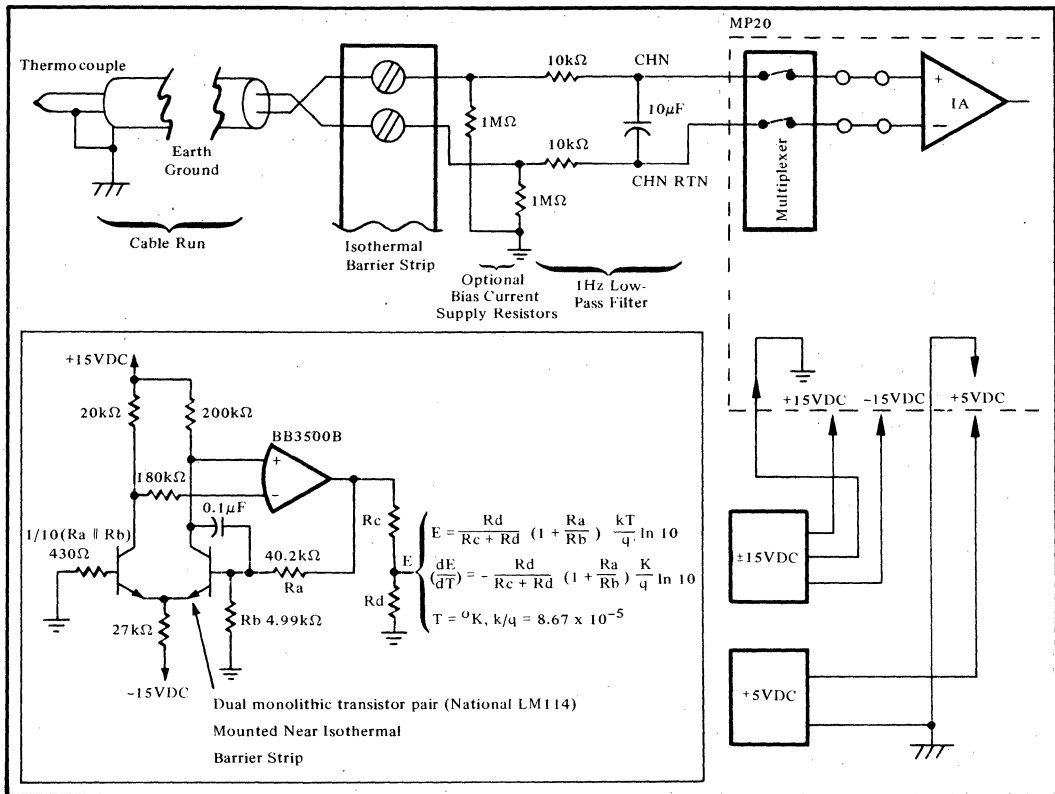 MP20
Thermocouple
10kΩ
CHN
1MΩ
10μF
+
IA
−
Earth
Ground
10kΩ
CHN RTN
Multiplexer
1MΩ
Cable Run
Isothermal
Barrier Strip
Optional
Bias Current
Supply Resistors
1Hz Low-
Pass Filter
+15VDC
20kΩ
200kΩ
BB3500B
+
−
180kΩ
0.1μF
1/10(Ra ∥ Rb)
430Ω
40.2kΩ
Ra
Rc
E
Rd
Rb 4.99kΩ
27kΩ
−15VDC
E = Rd/(Rc + Rd) (1 + Ra/Rb) kT/q ln 10
(dE/dT) = - Rd/(Rc + Rd) (1 + Ra/Rb) K/q ln 10
T = °K, k/q = 8.67 x 10⁻⁵
Dual monolithic transistor pair (National LM114)
Mounted Near Isothermal
Barrier Strip
+15VDC
−15VDC
+5VDC
±15VDC
+5VDC